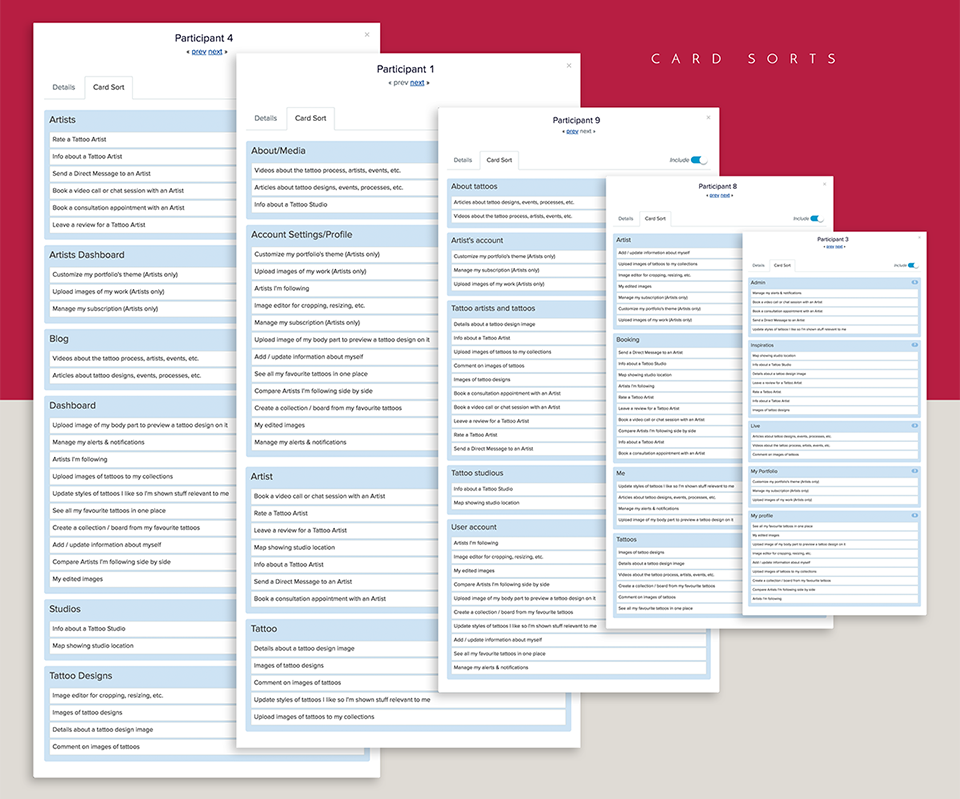 CARD SORTS
Participant 4
« prev next »
Details
Card Sort
Artists
Rate a Tattoo Artist
Info about a Tattoo Artist
Send a Direct Message to an Artist
Book a video call or chat session with an Artist
Book a consultation appointment with an Artist
Leave a review for a Tattoo Artist
Artists Dashboard
Customize my portfolio's theme (Artists only)
Upload images of my work (Artists only)
Manage my subscription (Artists only)
Blog
Videos about the tattoo process, artists, events, etc.
Articles about tattoo designs, events, processes, etc.
Dashboard
Upload image of my body part to preview a tattoo design on it
Manage my alerts & notifications
Artists I'm following
Upload images of tattoos to my collections
Update styles of tattoos I like so I'm shown stuff relevant to me
See all my favourite tattoos in one place
Create a collection / board from my favourite tattoos
Add / update information about myself
Compare Artists I'm following side by side
My edited images
Studios
Info about a Tattoo Studio
Map showing studio location
Tattoo Designs
Image editor for cropping, resizing, etc.
Images of tattoo designs
Details about a tattoo design image
Comment on images of tattoos
Participant 1
« prev next »
Details
Card Sort
About/Media
Videos about the tattoo process, artists, events, etc.
Articles about tattoo designs, events, processes, etc.
Info about a Tattoo Studio
Account Settings/Profile
Customize my portfolio's theme (Artists only)
Upload images of my work (Artists only)
Artists I'm following
Image editor for cropping, resizing, etc.
Manage my subscription (Artists only)
Upload image of my body part to preview a tattoo design on it
Add / update information about myself
See all my favourite tattoos in one place
Compare Artists I'm following side by side
Create a collection / board from my favourite tattoos
My edited images
Manage my alerts & notifications
Artist
Book a video call or chat session with an Artist
Rate a Tattoo Artist
Leave a review for a Tattoo Artist
Map showing studio location
Info about a Tattoo Artist
Send a Direct Message to an Artist
Book a consultation appointment with an Artist
Tattoo
Details about a tattoo design image
Images of tattoo designs
Comment on images of tattoos
Update styles of tattoos I like so I'm shown stuff relevant to me
Upload images of tattoos to my collections
Participant 9
« prev next »
Details
Card Sort
Include
About tattoos
Articles about tattoo designs, events, processes, etc.
Videos about the tattoo process, artists, events, etc.
Artist's account
Customize my portfolio's theme (Artists only)
Manage my subscription (Artists only)
Upload images of my work (Artists only)
Tattoo artists and tattoos
Details about a tattoo design image
Info about a Tattoo Artist
Upload images of tattoos to my collections
Comment on images of tattoos
Images of tattoo designs
Book a consultation appointment with an Artist
Book a video call or chat session with an Artist
Leave a review for a Tattoo Artist
Rate a Tattoo Artist
Send a Direct Message to an Artist
Tattoo studious
Info about a Tattoo Studio
Map showing studio location
User account
Artists I'm following
Image editor for cropping, resizing, etc.
My edited images
Compare Artists I'm following side by side
Upload image of my body part to preview a tattoo design on it
Create a collection / board from my favourite tattoos
Update styles of tattoos I like so I'm shown stuff relevant to me
Add / update information about myself
See all my favourite tattoos in one place
Manage my alerts & notifications
Participant 8
« prev next »
Details
Card Sort
Include
Artist
Add / update information about myself
Upload images of tattoos to my collections
Image editor for cropping, resizing, etc.
My edited images
Manage my subscription (Artists only)
Customize my portfolio's theme (Artists only)
Upload images of my work (Artists only)
Booking
Send a Direct Message to an Artist
Info about a Tattoo Studio
Map showing studio location
Artists I'm following
Rate a Tattoo Artist
Leave a review for a Tattoo Artist
Book a video call or chat session with an Artist
Compare Artists I'm following side by side
Info about a Tattoo Artist
Book a consultation appointment with an Artist
Me
Update styles of tattoos I like so I'm shown stuff relevant to me
Articles about tattoo designs, events, processes, etc.
Manage my alerts & notifications
Upload image of my body part to preview a tattoo design on it
Tattoos
Images of tattoo designs
Details about a tattoo design image
Videos about the tattoo process, artists, events, etc.
Create a collection / board from my favourite tattoos
Comment on images of tattoos
See all my favourite tattoos in one place
Participant 3
« prev next »
Details
Card Sort
Include
Admin
Manage my alerts & notifications
Book a video call or chat session with an Artist
Book a consultation appointment with an Artist
Send a Direct Message to an Artist
Update styles of tattoos I like so I'm shown stuff relevant to me
Inspiratios
Map showing studio location
Info about a Tattoo Studio
Details about a tattoo design image
Leave a review for a Tattoo Artist
Rate a Tattoo Artist
Info about a Tattoo Artist
Images of tattoo designs
Live
Articles about tattoo designs, events, processes, etc.
Videos about the tattoo process, artists, events, etc.
Comment on images of tattoos
My Portfolio
Customize my portfolio's theme (Artists only)
Manage my subscription (Artists only)
Upload images of my work (Artists only)
My profile
See all my favourite tattoos in one place
My edited images
Upload image of my body part to preview a tattoo design on it
Image editor for cropping, resizing, etc.
Add / update information about myself
Upload images of tattoos to my collections
Create a collection / board from my favourite tattoos
Compare Artists I'm following side by side
Artists I'm following